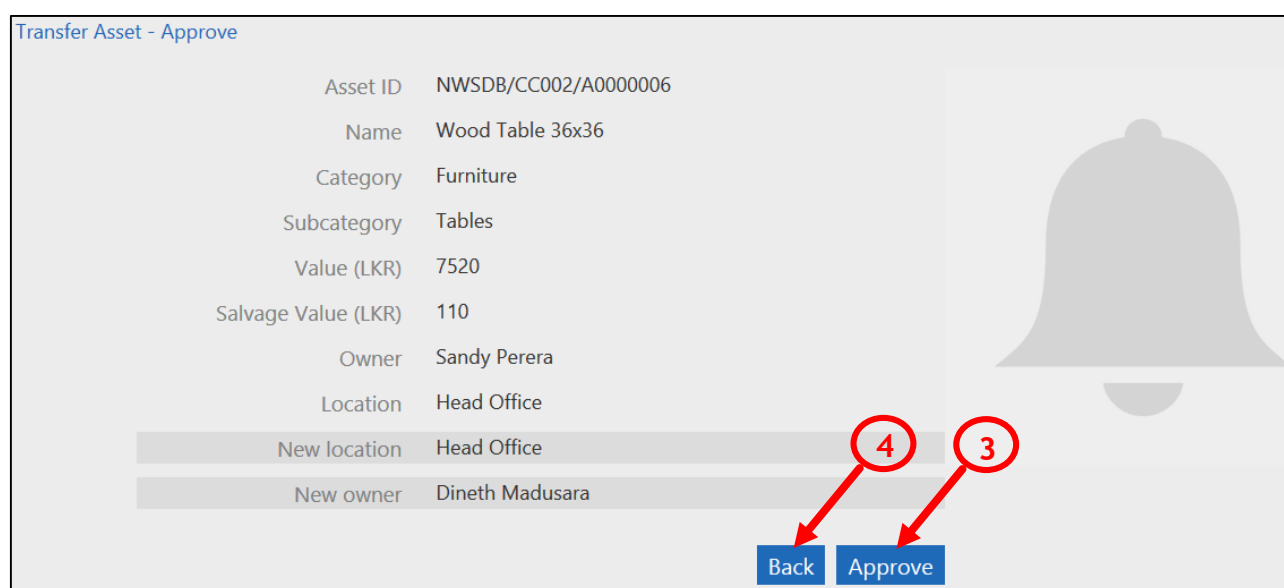 Transfer Asset - Approve
Asset ID NWSDB/CC002/A0000006
Name Wood Table 36x36
Category Furniture
Subcategory Tables
Value (LKR) 7520
Salvage Value (LKR) 110
Owner Sandy Perera
Location Head Office
New location Head Office
4 3
New owner Dineth Madusara
Back Approve